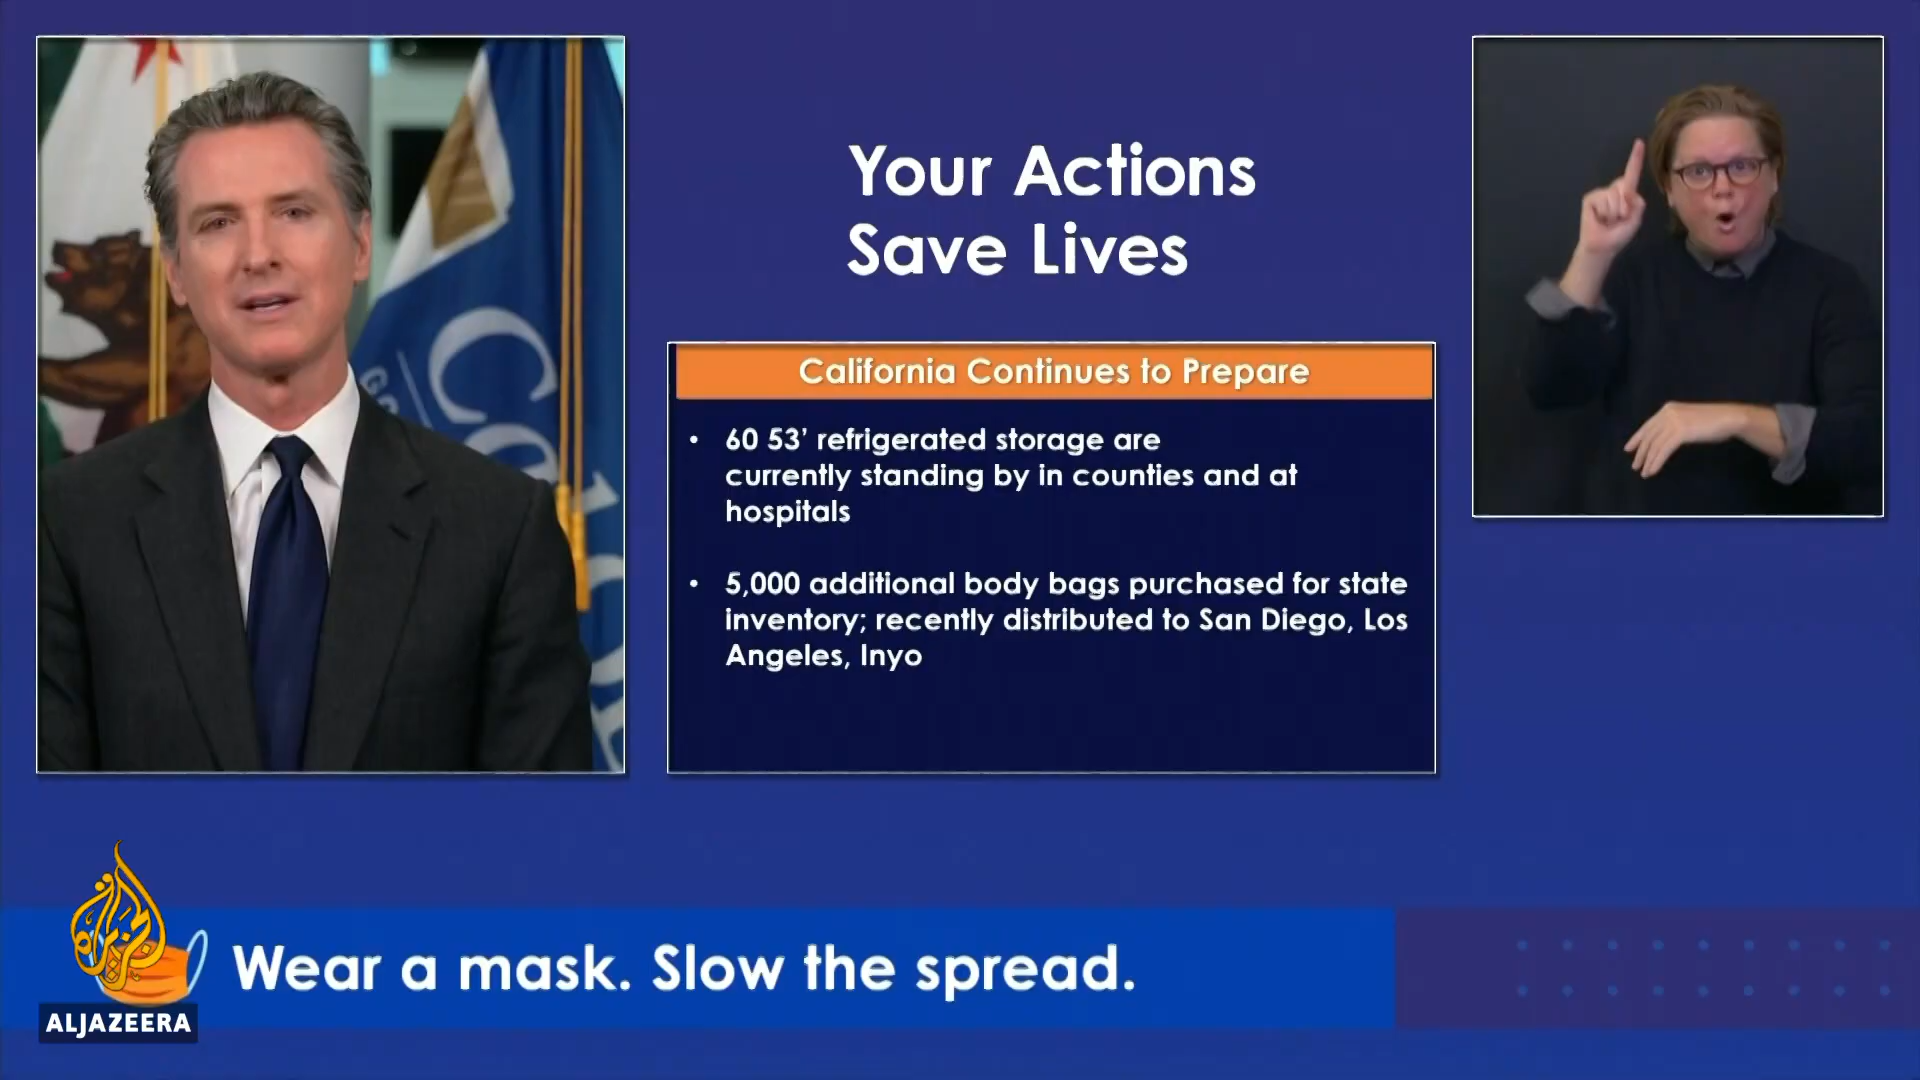 Your Actions
Save Lives
California Continues to Prepare
• 60 53’ refrigerated storage are
currently standing by in counties and at
hospitals
• 5,000 additional body bags purchased for state
inventory; recently distributed to San Diego, Los
Angeles, Inyo
Wear a mask. Slow the spread.
الجزيرة
ALJAZEERA